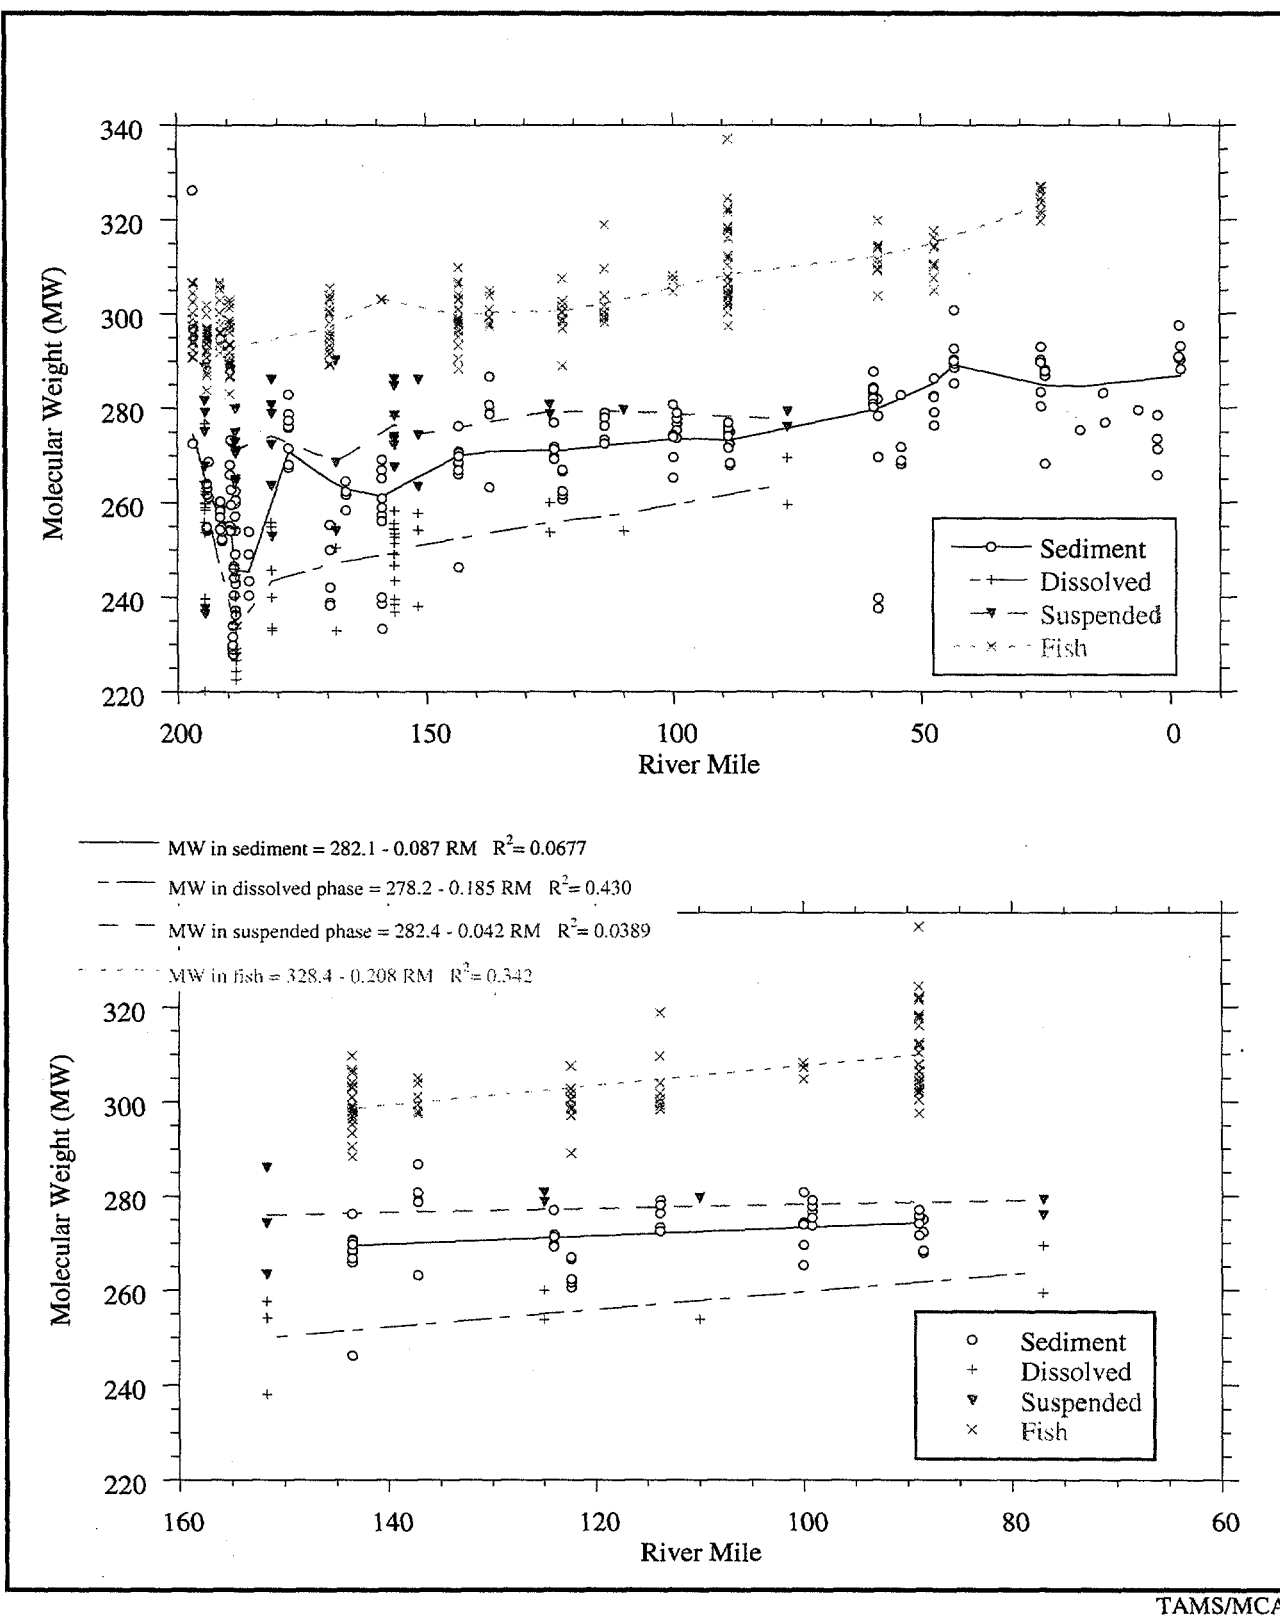 340
320
300
280
260
240
220
Molecular Weight (MW)
Sediment
Dissolved
Suspended
Fish
200 150 100 50 0
River Mile
MW in sediment = 282.1 - 0.087 RM R²= 0.0677
MW in dissolved phase = 278.2 - 0.185 RM R²= 0.430
MW in suspended phase = 282.4 - 0.042 RM R²= 0.0389
MW in fish = 328.4 - 0.208 RM R²= 0.342
320
300
280
260
240
220
Molecular Weight (MW)
Sediment
Dissolved
Suspended
Fish
160 140 120 100 80 60
River Mile
TAMS/MCA